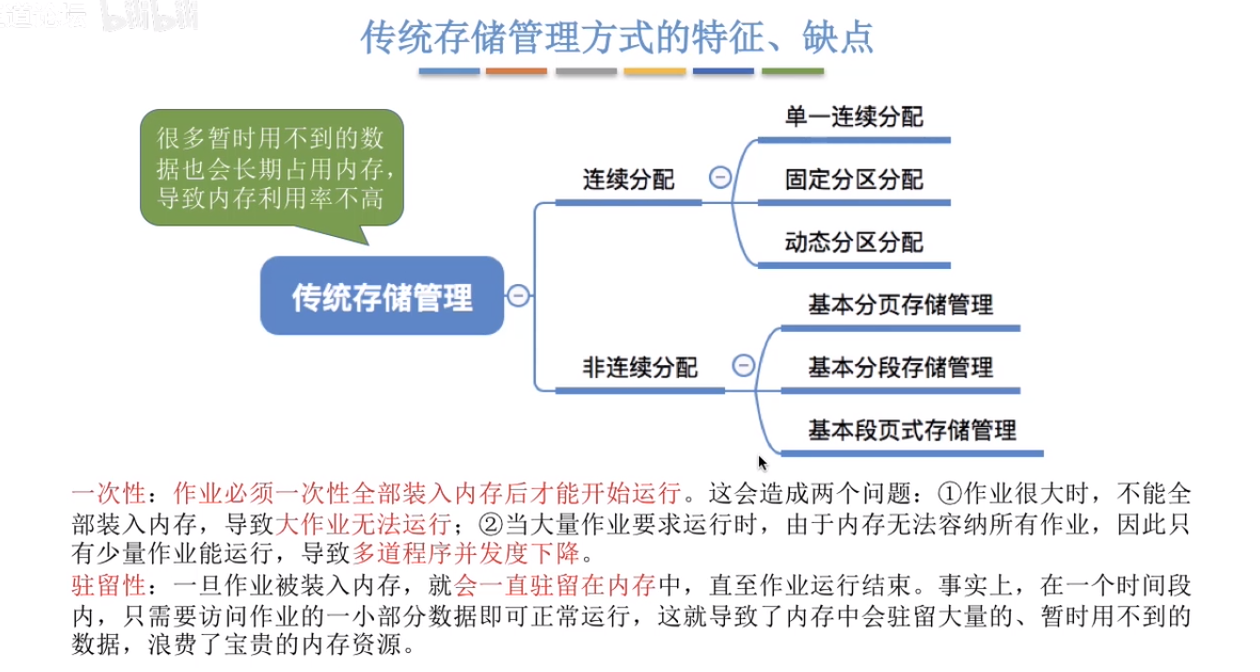 bilibili
传统存储管理方式的特征、缺点
很多暂时用不到的数
据也会长期占用内存，
导致内存利用率不高
传统存储管理
连续分配
单一连续分配
固定分区分配
动态分区分配
非连续分配
基本分页存储管理
基本分段存储管理
基本段页式存储管理
一次性：作业必须一次性全部装入内存后才能开始运行。这会造成两个问题：①作业很大时，不能全
部装入内存，导致大作业无法运行；②当大量作业要求运行时，由于内存无法容纳所有作业，因此只
有少量作业能运行，导致多道程序并发度下降。
驻留性：一旦作业被装入内存，就会一直驻留在内存中，直至作业运行结束。事实上，在一个时间段
内，只需要访问作业的一小部分数据即可正常运行，这就导致了内存中会驻留大量的、暂时用不到的
数据，浪费了宝贵的内存资源。